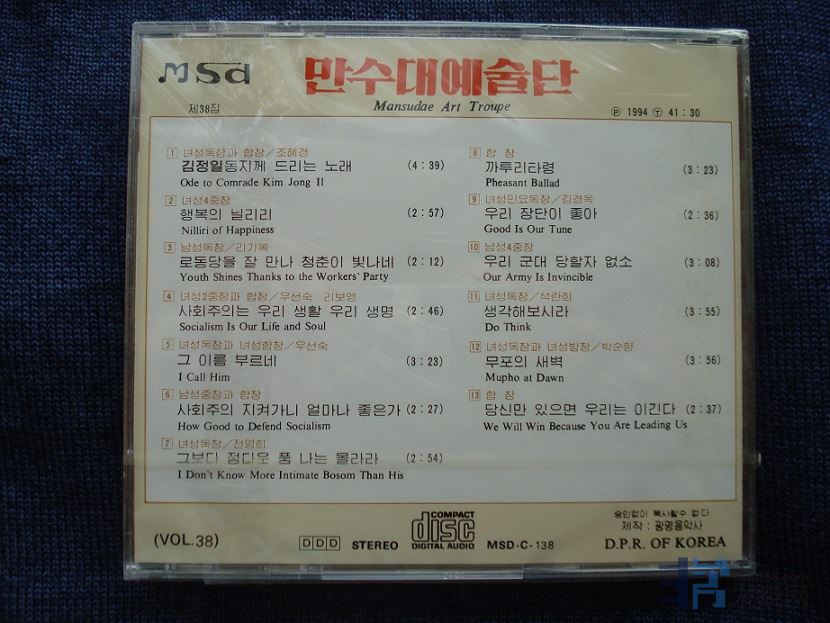 MSD
만수대예술단
제38집
Mansudae Art Troupe
Ⓟ 1994 Ⓣ 41:30
1 녀성독창과 합창/조혜경
김정일동지께 드리는 노래 (4:39)
Ode to Comrade Kim Jong Il
2 녀성4중창
행복의 닐리리 (2:57)
Nilliri of Happiness
3 남성독창/리기복
로동당을 잘 만나 청춘이 빛나네 (2:12)
Youth Shines Thanks to the Workers' Party
4 녀성2중창과 합창/우선숙 리보영
사회주의는 우리 생활 우리 생명 (2:46)
Socialism Is Our Life and Soul
5 녀성독창과 녀성합창/우선숙
그 이름 부르네 (3:23)
I Call Him
6 남성중창과 합창
사회주의 지켜가니 얼마나 좋은가 (2:27)
How Good to Defend Socialism
7 녀성독창/전명희
그보다 정다운 품 나는 몰라라 (2:54)
I Don't Know More Intimate Bosom Than His
8 합 창
까투리타령 (3:23)
Pheasant Ballad
9 녀성민요독창/김경옥
우리 장단이 좋아 (2:36)
Good Is Our Tune
10 남성4중창
우리 군대 당할자 없소 (3:08)
Our Army Is Invincible
11 녀성독창/석란희
생각해보시라 (3:55)
Do Think
12 녀성독창과 녀성방창/박순향
무포의 새벽 (3:56)
Mupho at Dawn
13 합 창
당신만 있으면 우리는 이긴다 (2:37)
We Will Win Because You Are Leading Us
(VOL.38)
DDD
STEREO
COMPACT
disc
DIGITAL AUDIO
MSD-C-138
승인없이 복사할수 없다
제작 : 광명음악사
D.P.R. OF KOREA